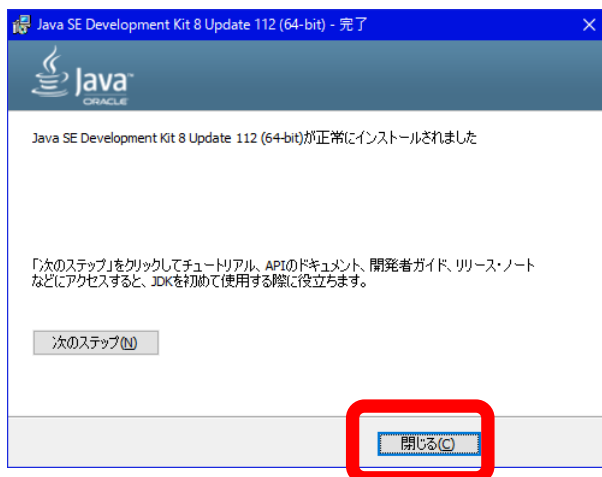 Java SE Development Kit 8 Update 112 (64-bit) - 完了
Java
ORACLE
Java SE Development Kit 8 Update 112 (64-bit)が正常にインストールされました
「次のステップ」をクリックしてチュートリアル、APIのドキュメント、開発者ガイド、リリース・ノート
などにアクセスすると、JDKを初めて使用する際に役立ちます。
次のステップ(N)
閉じる(C)